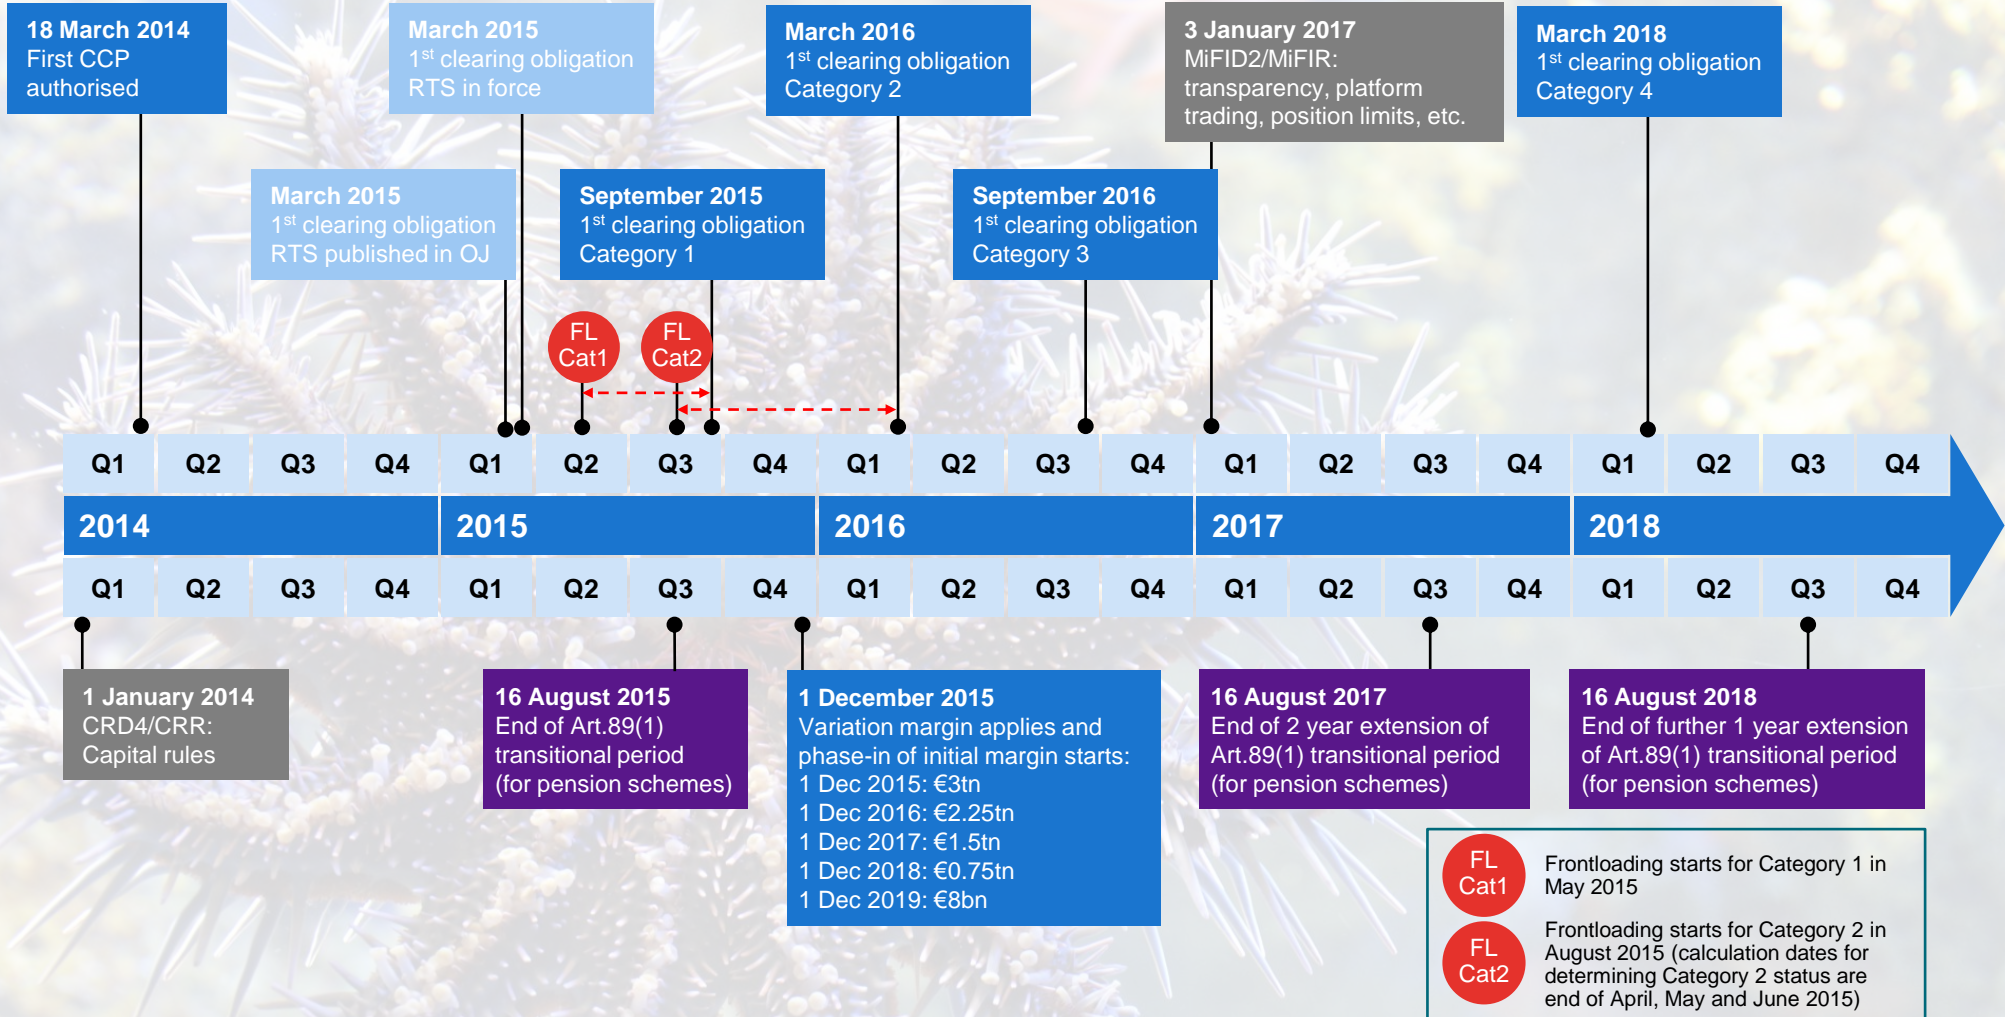 18 March 2014
First CCP
authorised
March 2015
1st clearing obligation
RTS in force
March 2016
1st clearing obligation
Category 2
3 January 2017
MiFID2/MiFIR:
transparency, platform
trading, position limits, etc.
March 2018
1st clearing obligation
Category 4
March 2015
1st clearing obligation
RTS published in OJ
September 2015
1st clearing obligation
Category 1
September 2016
1st clearing obligation
Category 3
FL
Cat1
FL
Cat2
Q1 Q2 Q3 Q4 Q1 Q2 Q3 Q4 Q1 Q2 Q3 Q4 Q1 Q2 Q3 Q4 Q1 Q2 Q3 Q4
2014 2015 2016 2017 2018
Q1 Q2 Q3 Q4 Q1 Q2 Q3 Q4 Q1 Q2 Q3 Q4 Q1 Q2 Q3 Q4 Q1 Q2 Q3 Q4
1 January 2014
CRD4/CRR:
Capital rules
16 August 2015
End of Art.89(1)
transitional period
(for pension schemes)
1 December 2015
Variation margin applies and
phase-in of initial margin starts:
1 Dec 2015: €3tn
1 Dec 2016: €2.25tn
1 Dec 2017: €1.5tn
1 Dec 2018: €0.75tn
1 Dec 2019: €8bn
16 August 2017
End of 2 year extension of
Art.89(1) transitional period
(for pension schemes)
16 August 2018
End of further 1 year extension
of Art.89(1) transitional period
(for pension schemes)
FL
Cat1
Frontloading starts for Category 1 in
May 2015
FL
Cat2
Frontloading starts for Category 2 in
August 2015 (calculation dates for
determining Category 2 status are
end of April, May and June 2015)